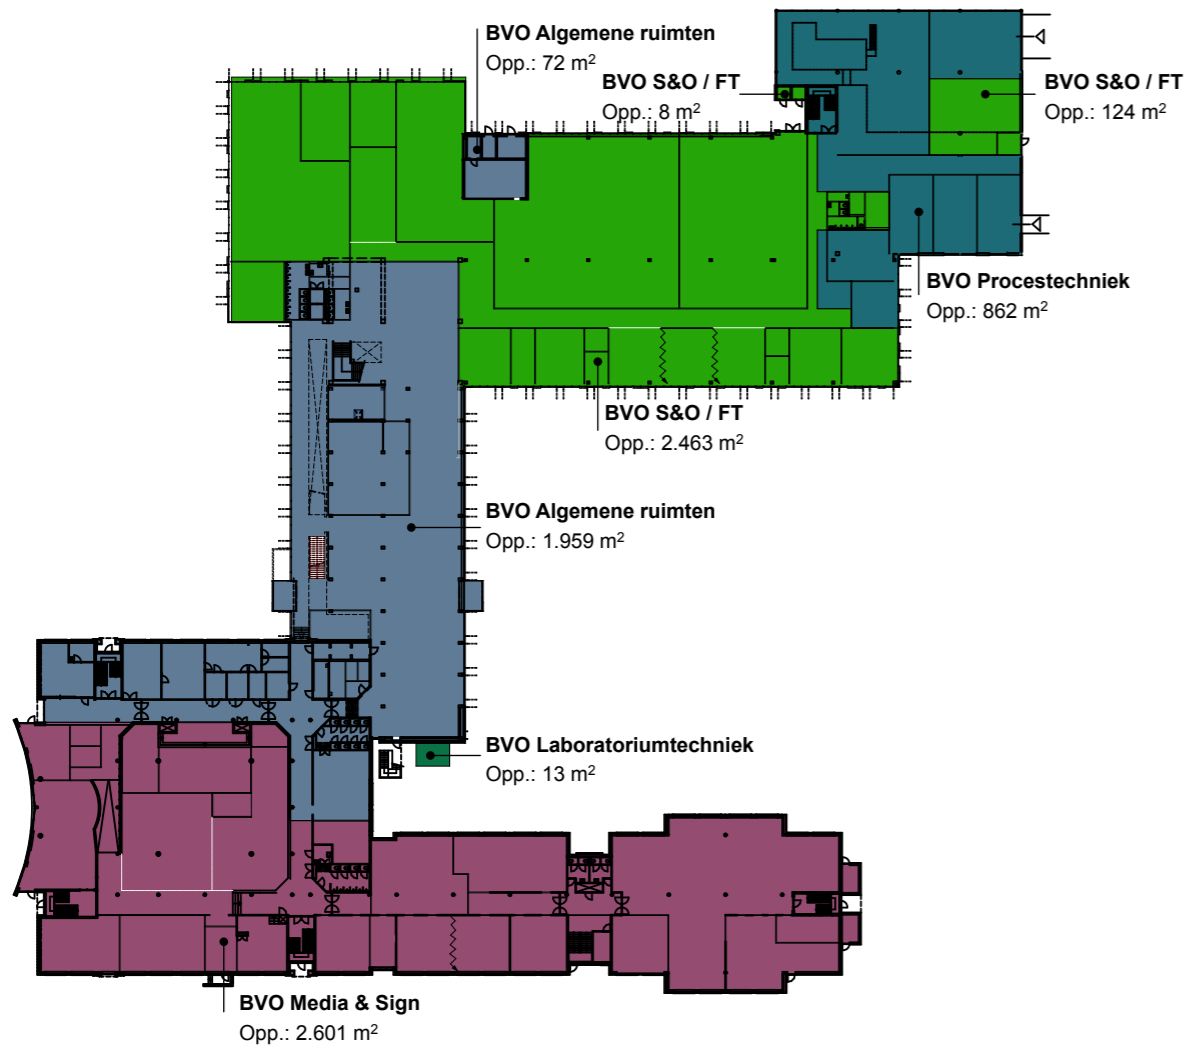 BVO Algemene ruimten
Opp.: 72 m²
BVO S&O / FT
Opp.: 8 m²
BVO S&O / FT
Opp.: 124 m²
BVO Procestechniek
Opp.: 862 m²
BVO S&O / FT
Opp.: 2.463 m²
BVO Algemene ruimten
Opp.: 1.959 m²
BVO Laboratoriumtechniek
Opp.: 13 m²
BVO Media & Sign
Opp.: 2.601 m²